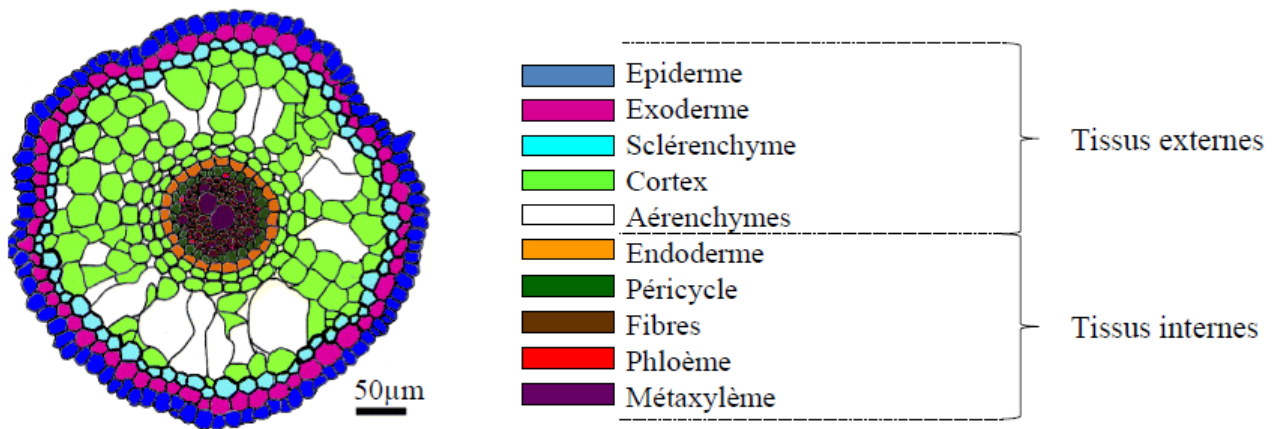 Epiderme
Exoderme
Sclérenchyme
Cortex
Aérenchymes
Tissus externes
Endoderme
Péricycle
Fibres
Phloème
Métaxylème
Tissus internes
50µm